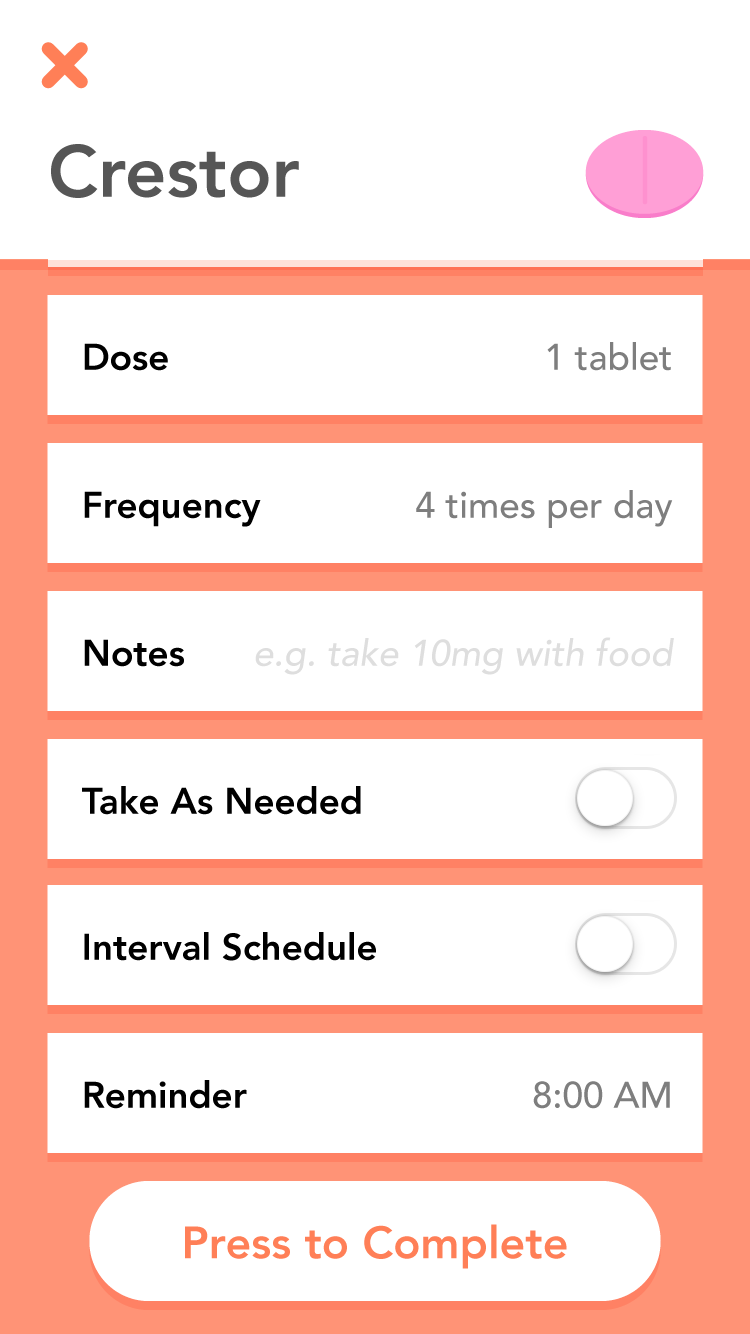 Crestor
Dose 1 tablet
Frequency 4 times per day
Notes e.g. take 10mg with food
Take As Needed
Interval Schedule
Reminder 8:00 AM
Press to Complete